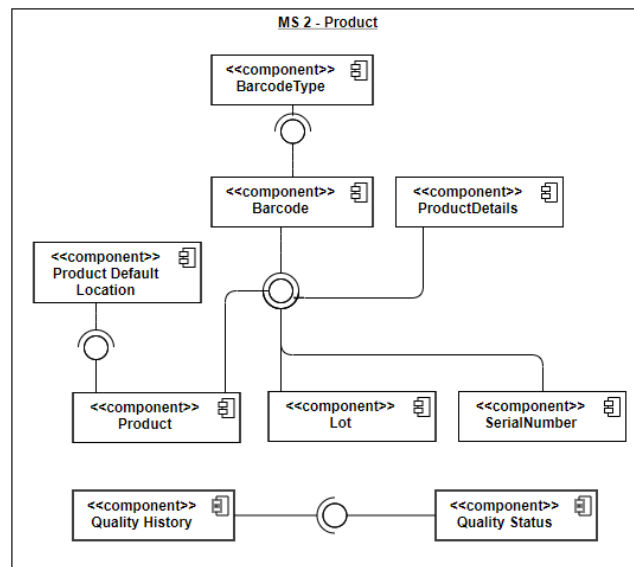 MS 2 - Product
<<component>>
BarcodeType
<<component>>
Barcode
<<component>>
ProductDetails
<<component>>
Product Default
Location
<<component>>
Product
<<component>>
Lot
<<component>>
SerialNumber
<<component>>
Quality History
<<component>>
Quality Status